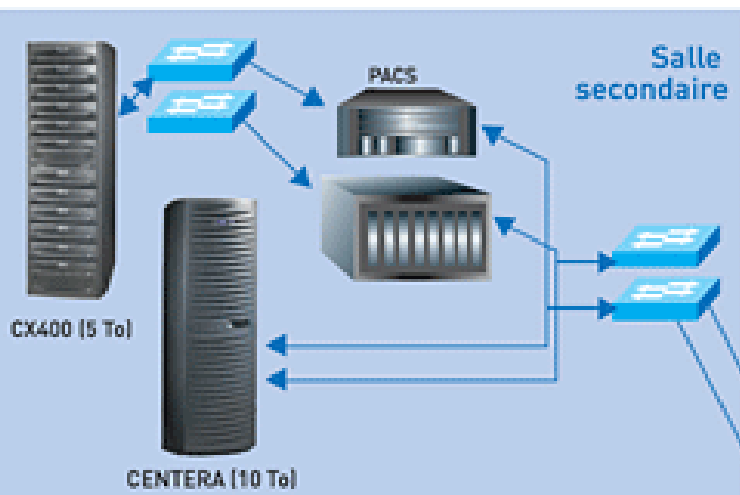 Salle
secondaire
PACS
CX400 (5 To)
CENTERA (10 To)